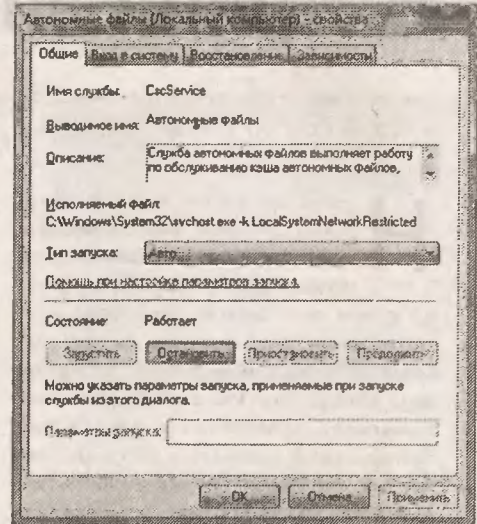 Автономные файлы (Локальный компьютер) - свойства
Общие Вход в систему Восстановление Зависимости
Имя службы: CscService
Выводимое имя: Автономные файлы
Описание: Служба автономных файлов выполняет работу
по обслуживанию кэша автономных файлов,
Исполняемый файл:
C:\Windows\System32\svchost.exe -k LocalSystemNetworkRestricted
Тип запуска: Авто
Помощь при настройке параметров запуска.
Состояние: Работает
Запустить Остановить Приостановить Продолжить
Можно указать параметры запуска, применяемые при запуске
службы из этого диалога.
Параметры запуска:
OK Отмена Применить